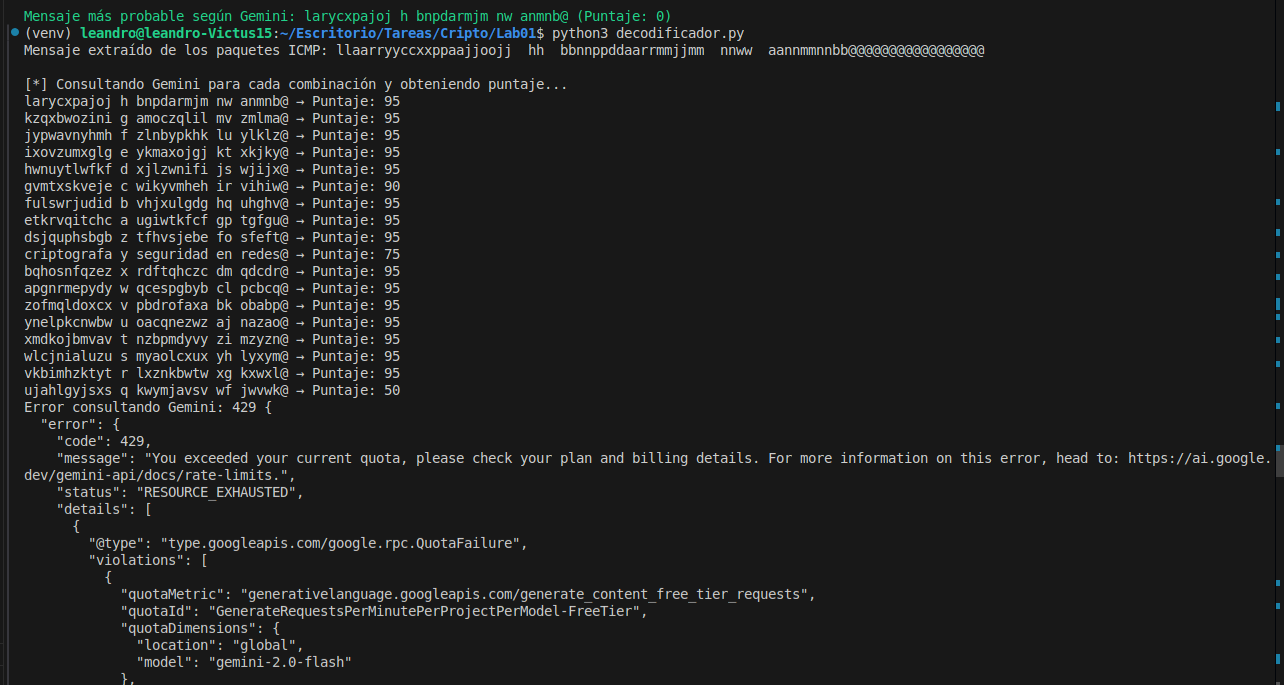 Mensaje más probable según Gemini: larycxpajoj h bnpdarmjm nw anmnb@ (Puntaje: 0)
(venv) leandro@leandro-Victus15:~/Escritorio/Tareas/Cripto/Lab01$ python3 decodificador.py
Mensaje extraído de los paquetes ICMP: llaarryyccxxppaajjoojj  hh  bbnnppddaarrmmjjmm  nnww  aannmmnnbb@@@@@@@@@@@@@@@@@
[*] Consultando Gemini para cada combinación y obteniendo puntaje...
larycxpajoj h bnpdarmjm nw anmnb@ → Puntaje: 95
kzqxbwozini g amoczqlil mv zmlma@ → Puntaje: 95
jypwavnyhmh f zlnbypkhk lu ylklz@ → Puntaje: 95
ixovzumxglg e ykmaxojgj kt xkjky@ → Puntaje: 95
hwnuytlwfkf d xjlzwnifi js wjijx@ → Puntaje: 95
gvmtxskveje c wikyvmheh ir vihiw@ → Puntaje: 90
fulswrjudid b vhjxulgdg hq uhghv@ → Puntaje: 95
etkrvqitchc a ugiwtkfcf gp tgfgu@ → Puntaje: 95
dsjquphsbgb z tfhvsjebe fo sfeft@ → Puntaje: 95
criptografa y seguridad en redes@ → Puntaje: 75
bqhosnfqzez x rdftqhczc dm qdcdr@ → Puntaje: 95
apgnrmepydy w qcespgbyb cl pcbcq@ → Puntaje: 95
zofmqldoxcx v pbdrofaxa bk obabp@ → Puntaje: 95
ynelpkcnwbw u oacqnezwz aj nazao@ → Puntaje: 95
xmdkojbmvav t nzbpmdyvy zi mzyzn@ → Puntaje: 95
wlcjnialuzu s myaolcxux yh lyxym@ → Puntaje: 95
vkbimhzktyt r lxznkbwtw xg kxwxl@ → Puntaje: 95
ujahlgyjsxs q kwymjavsv wf jwvwk@ → Puntaje: 50
Error consultando Gemini: 429 {
  "error": {
    "code": 429,
    "message": "You exceeded your current quota, please check your plan and billing details. For more information on this error, head to: https://ai.google.
dev/gemini-api/docs/rate-limits.",
    "status": "RESOURCE_EXHAUSTED",
    "details": [
      {
        "@type": "type.googleapis.com/google.rpc.QuotaFailure",
        "violations": [
          {
            "quotaMetric": "generativelanguage.googleapis.com/generate_content_free_tier_requests",
            "quotaId": "GenerateRequestsPerMinutePerProjectPerModel-FreeTier",
            "quotaDimensions": {
              "location": "global",
              "model": "gemini-2.0-flash"
            },